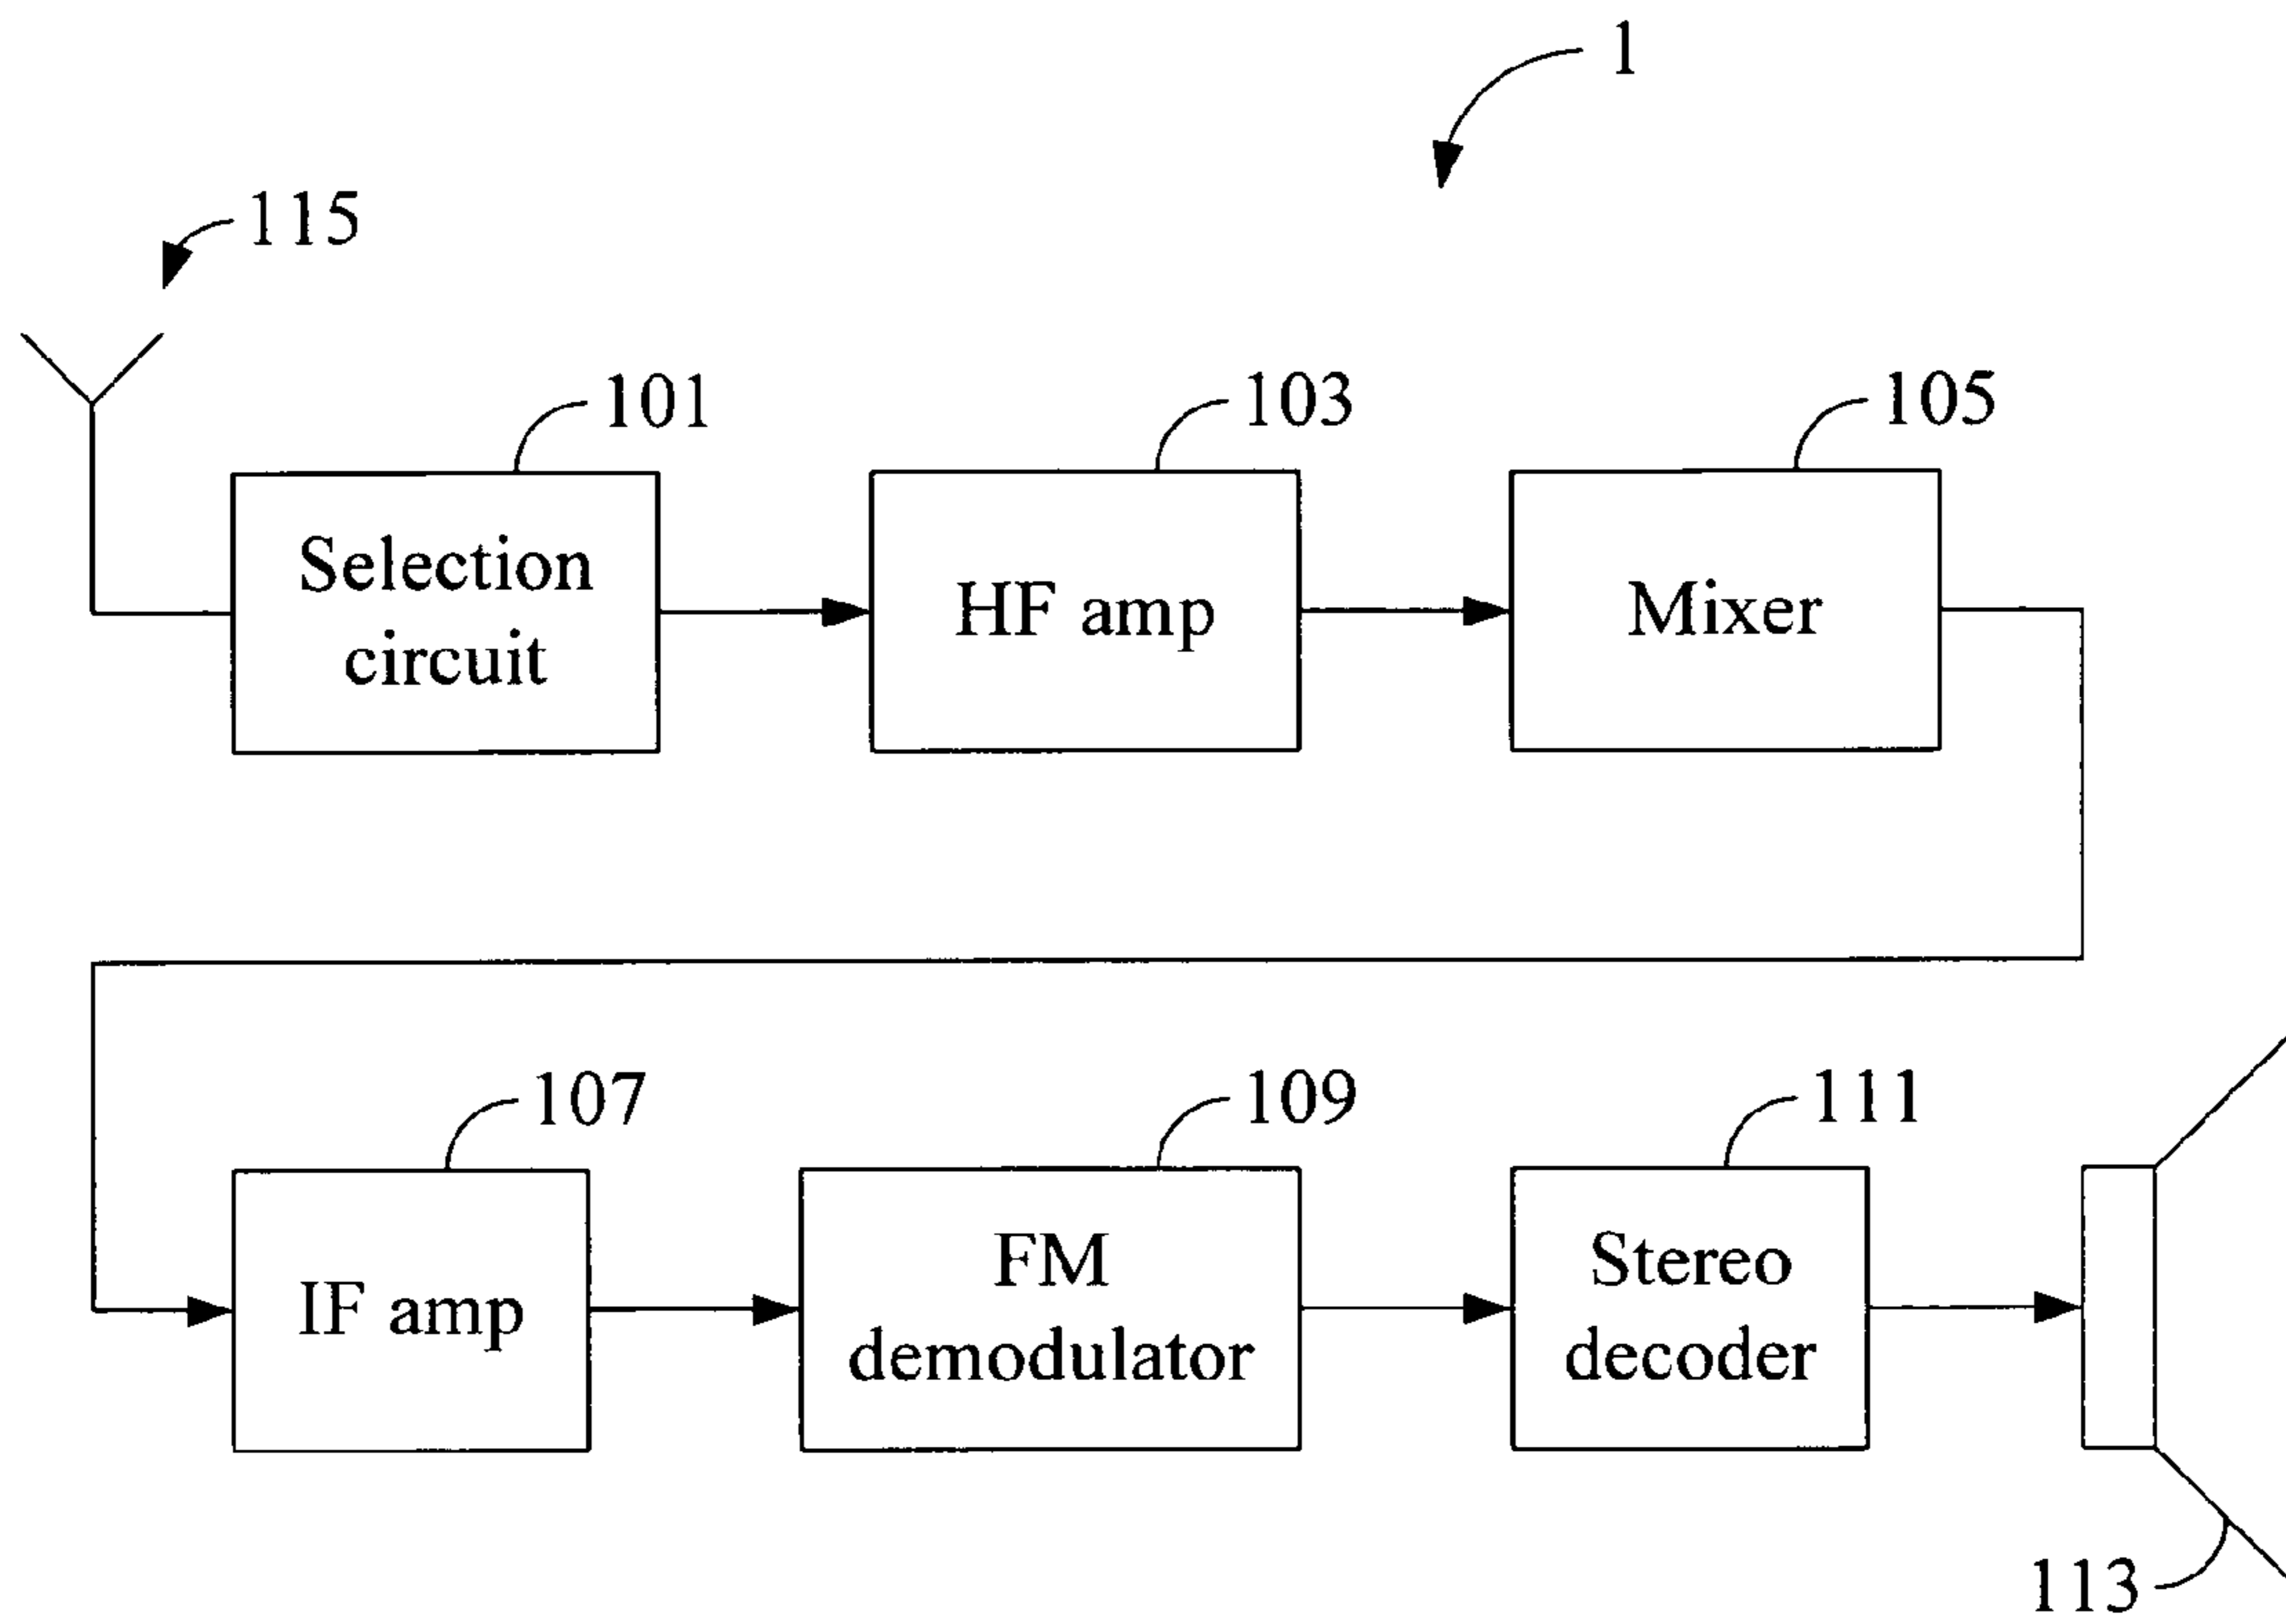 1
115
101
103
105
Selection
circuit
HF amp
Mixer
107
109
111
IF amp
FM
demodulator
Stereo
decoder
113